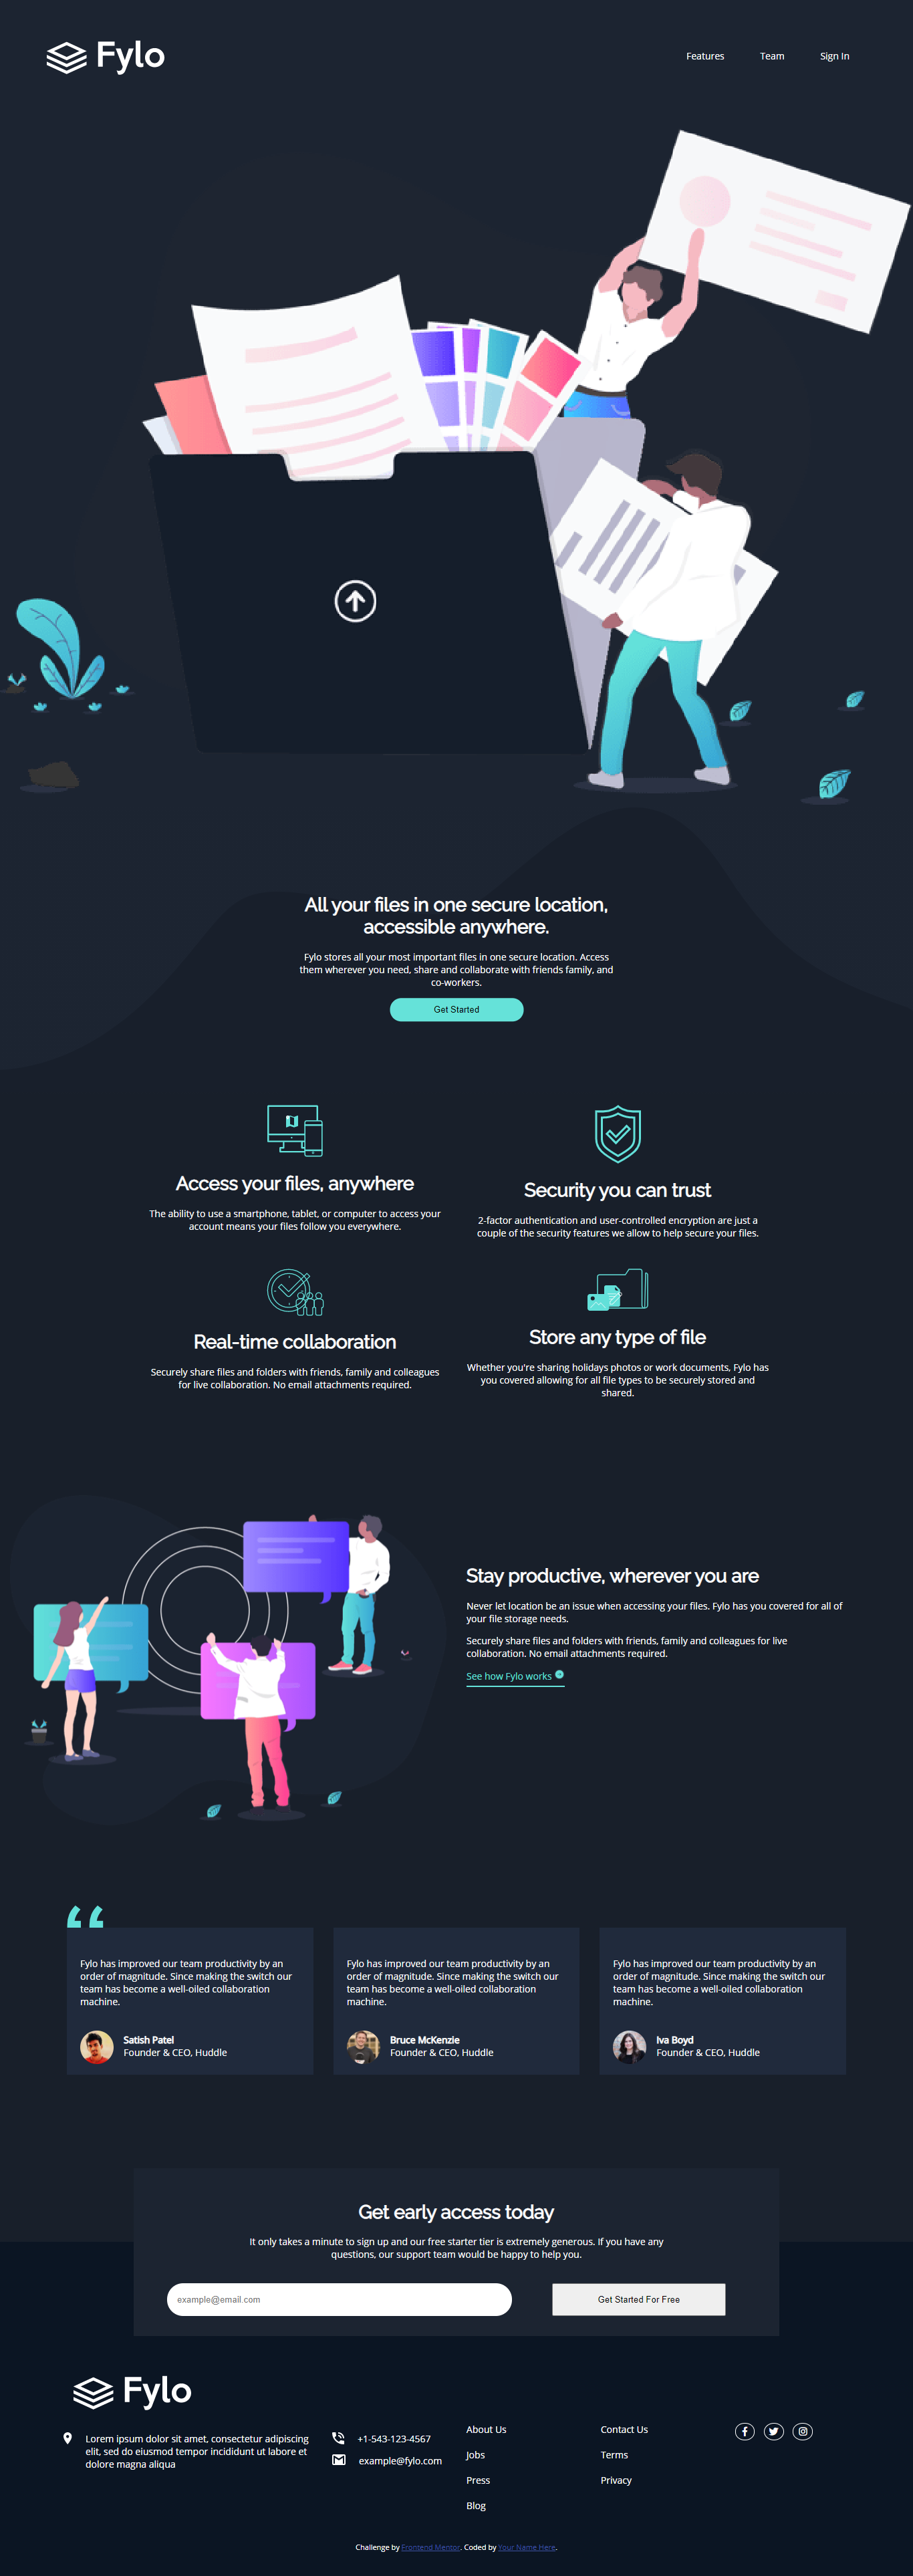 Fylo
Features
Team
Sign In
All your files in one secure location,
accessible anywhere.
Fylo stores all your most important files in one secure location. Access
them wherever you need, share and collaborate with friends family, and
co-workers.
Get Started
Access your files, anywhere
The ability to use a smartphone, tablet, or computer to access your
account means your files follow you everywhere.
Security you can trust
2-factor authentication and user-controlled encryption are just a
couple of the security features we allow to help secure your files.
Real-time collaboration
Securely share files and folders with friends, family and colleagues
for live collaboration. No email attachments required.
Store any type of file
Whether you're sharing holidays photos or work documents, Fylo has
you covered allowing for all file types to be securely stored and
shared.
Stay productive, wherever you are
Never let location be an issue when accessing your files. Fylo has you covered for all of
your file storage needs.
Securely share files and folders with friends, family and colleagues for live
collaboration. No email attachments required.
See how Fylo works
Fylo has improved our team productivity by an
order of magnitude. Since making the switch our
team has become a well-oiled collaboration
machine.
Satish Patel
Founder & CEO, Huddle
Fylo has improved our team productivity by an
order of magnitude. Since making the switch our
team has become a well-oiled collaboration
machine.
Bruce McKenzie
Founder & CEO, Huddle
Fylo has improved our team productivity by an
order of magnitude. Since making the switch our
team has become a well-oiled collaboration
machine.
Iva Boyd
Founder & CEO, Huddle
Get early access today
It only takes a minute to sign up and our free starter tier is extremely generous. If you have any
questions, our support team would be happy to help you.
example@email.com
Get Started For Free
Fylo
Lorem ipsum dolor sit amet, consectetur adipiscing
elit, sed do eiusmod tempor incididunt ut labore et
dolore magna aliqua
+1-543-123-4567
example@fylo.com
About Us
Jobs
Press
Blog
Contact Us
Terms
Privacy
Challenge by Frontend Mentor. Coded by Your Name Here.